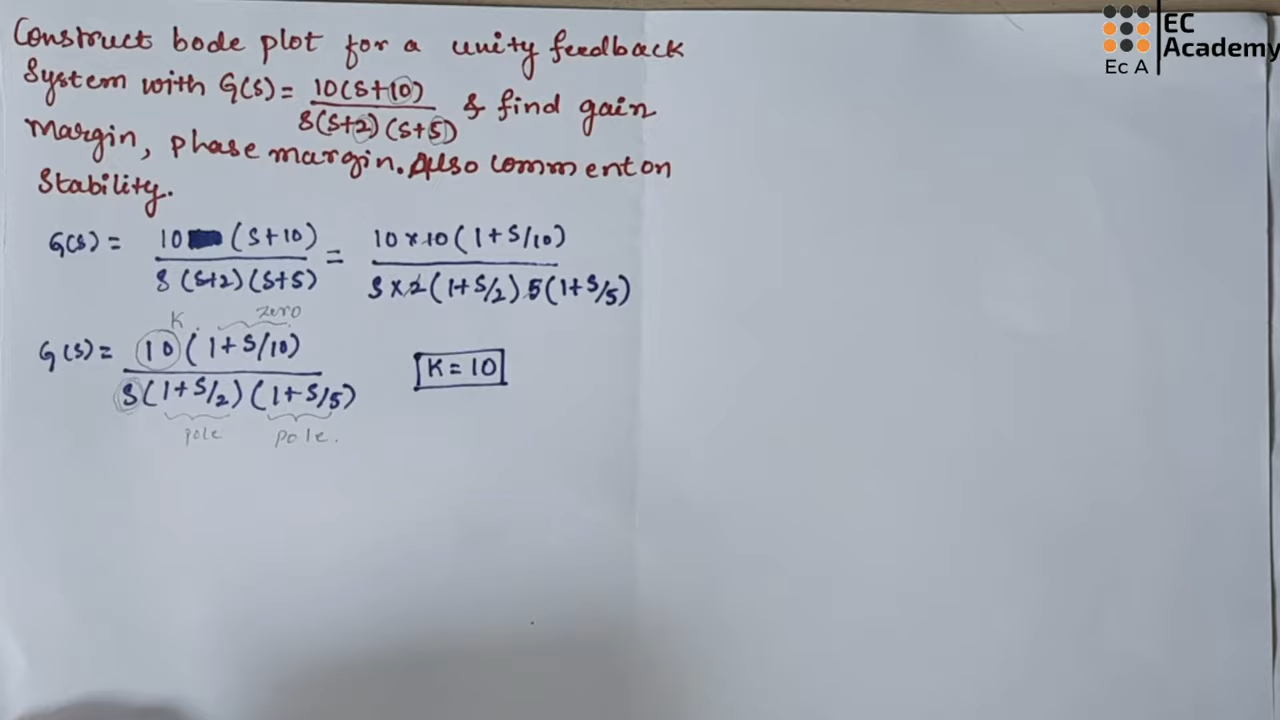 Construct bode plot for a unity feedback
System with G(s) = 10(s+10) / s(s+2)(s+5) & find gain
Margin, phase margin. Also comment on
Stability.
G(s) = 10 (s+10) / s(s+2)(s+5) = 10×10(1+s/10) / s×2(1+s/2)5(1+s/5)
K zero
G(s) = 10(1+s/10) / s(1+s/2)(1+s/5) K = 10
pole pole.
EC
Academy
Ec A